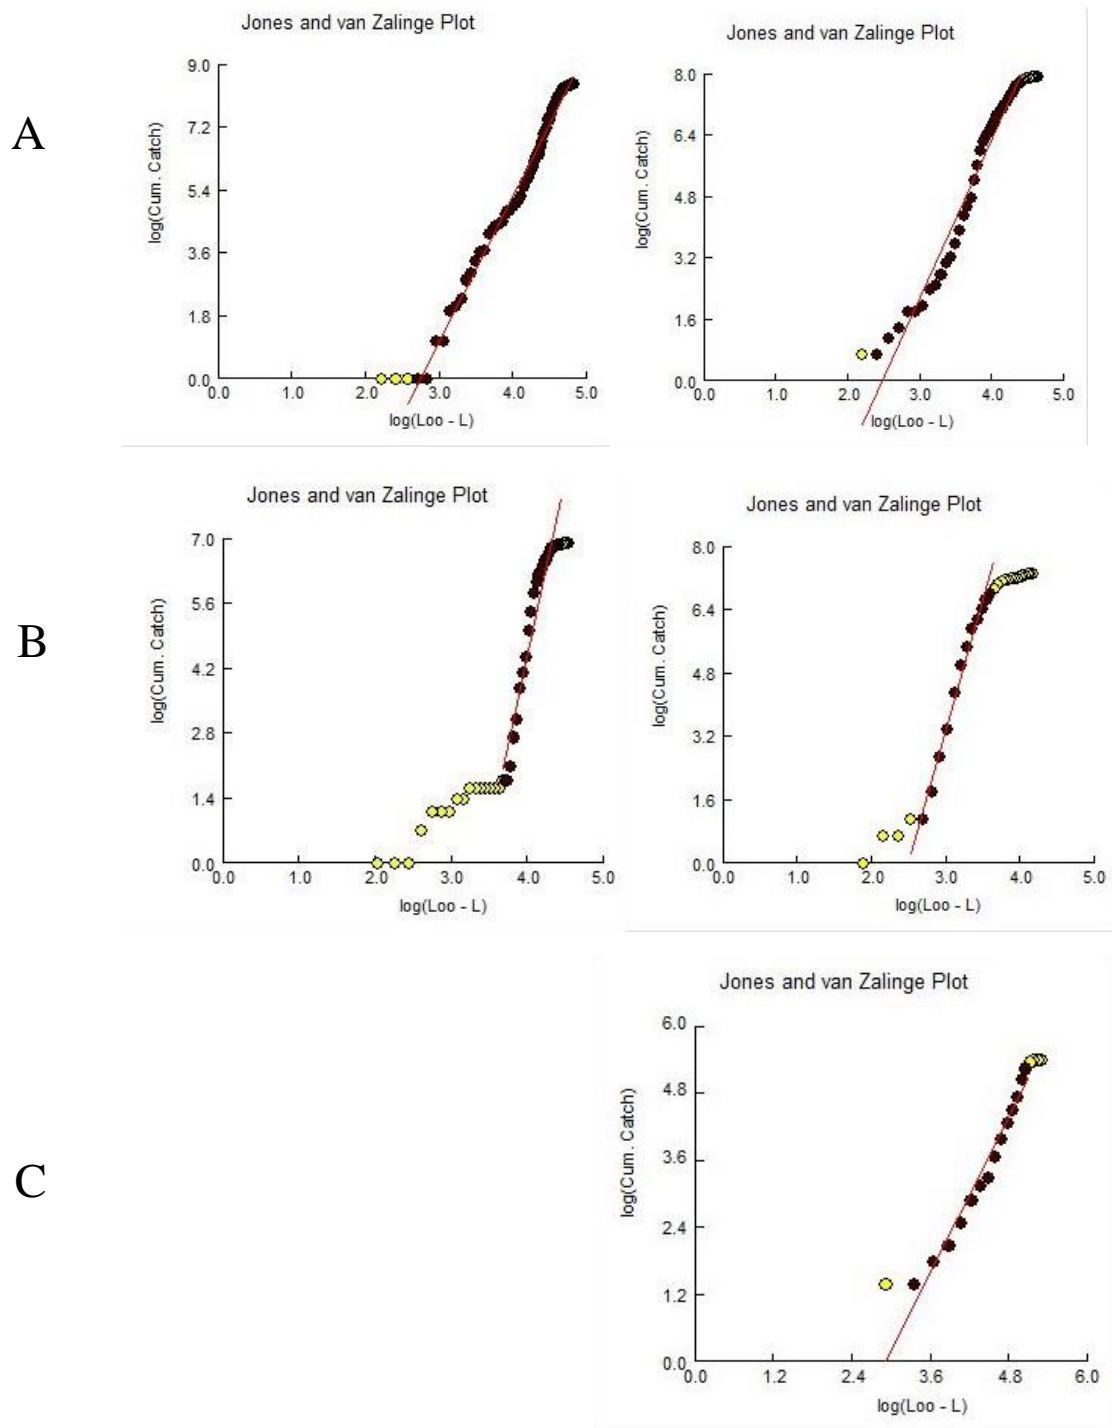 A
Jones and van Zalinge Plot
log(Cum. Catch)
9.0
7.2
5.4
3.6
1.8
0.0
0.0 1.0 2.0 3.0 4.0 5.0
log(Loo - L)
Jones and van Zalinge Plot
log(Cum. Catch)
8.0
6.4
4.8
3.2
1.6
0.0
0.0 1.0 2.0 3.0 4.0 5.0
log(Loo - L)
B
Jones and van Zalinge Plot
log(Cum. Catch)
7.0
5.6
4.2
2.8
1.4
0.0
0.0 1.0 2.0 3.0 4.0 5.0
log(Loo - L)
Jones and van Zalinge Plot
log(Cum. Catch)
8.0
6.4
4.8
3.2
1.6
0.0
0.0 1.0 2.0 3.0 4.0 5.0
log(Loo - L)
C
Jones and van Zalinge Plot
log(Cum. Catch)
6.0
4.8
3.6
2.4
1.2
0.0
0.0 1.2 2.4 3.6 4.8 6.0
log(Loo - L)